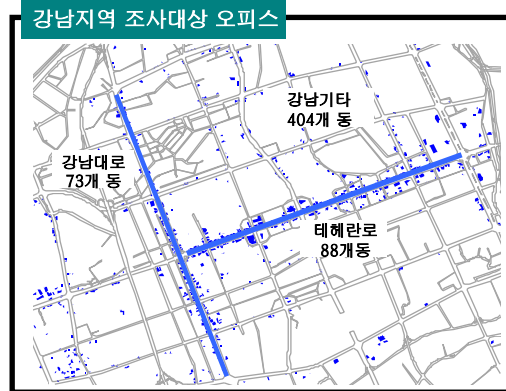 강남지역 조사대상 오피스
강남기타
404개 동
강남대로
73개 동
테헤란로
88개동